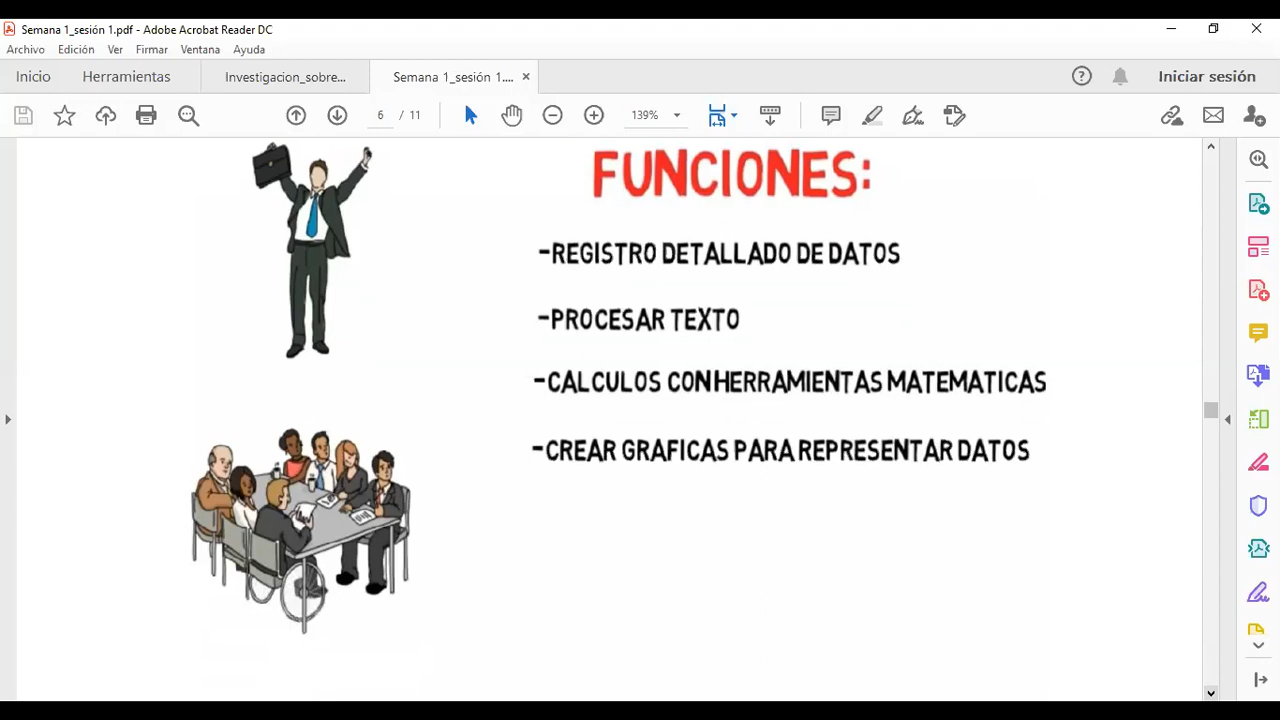 Semana 1_sesión 1.pdf - Adobe Acrobat Reader DC
Archivo Edición Ver Firmar Ventana Ayuda
Inicio Herramientas Investigacion_sobre... Semana 1_sesión 1.... Iniciar sesión
6 / 11 139%
FUNCIONES:
-REGISTRO DETALLADO DE DATOS
-PROCESAR TEXTO
-CALCULOS CONHERRAMIENTAS MATEMATICAS
-CREAR GRAFICAS PARA REPRESENTAR DATOS